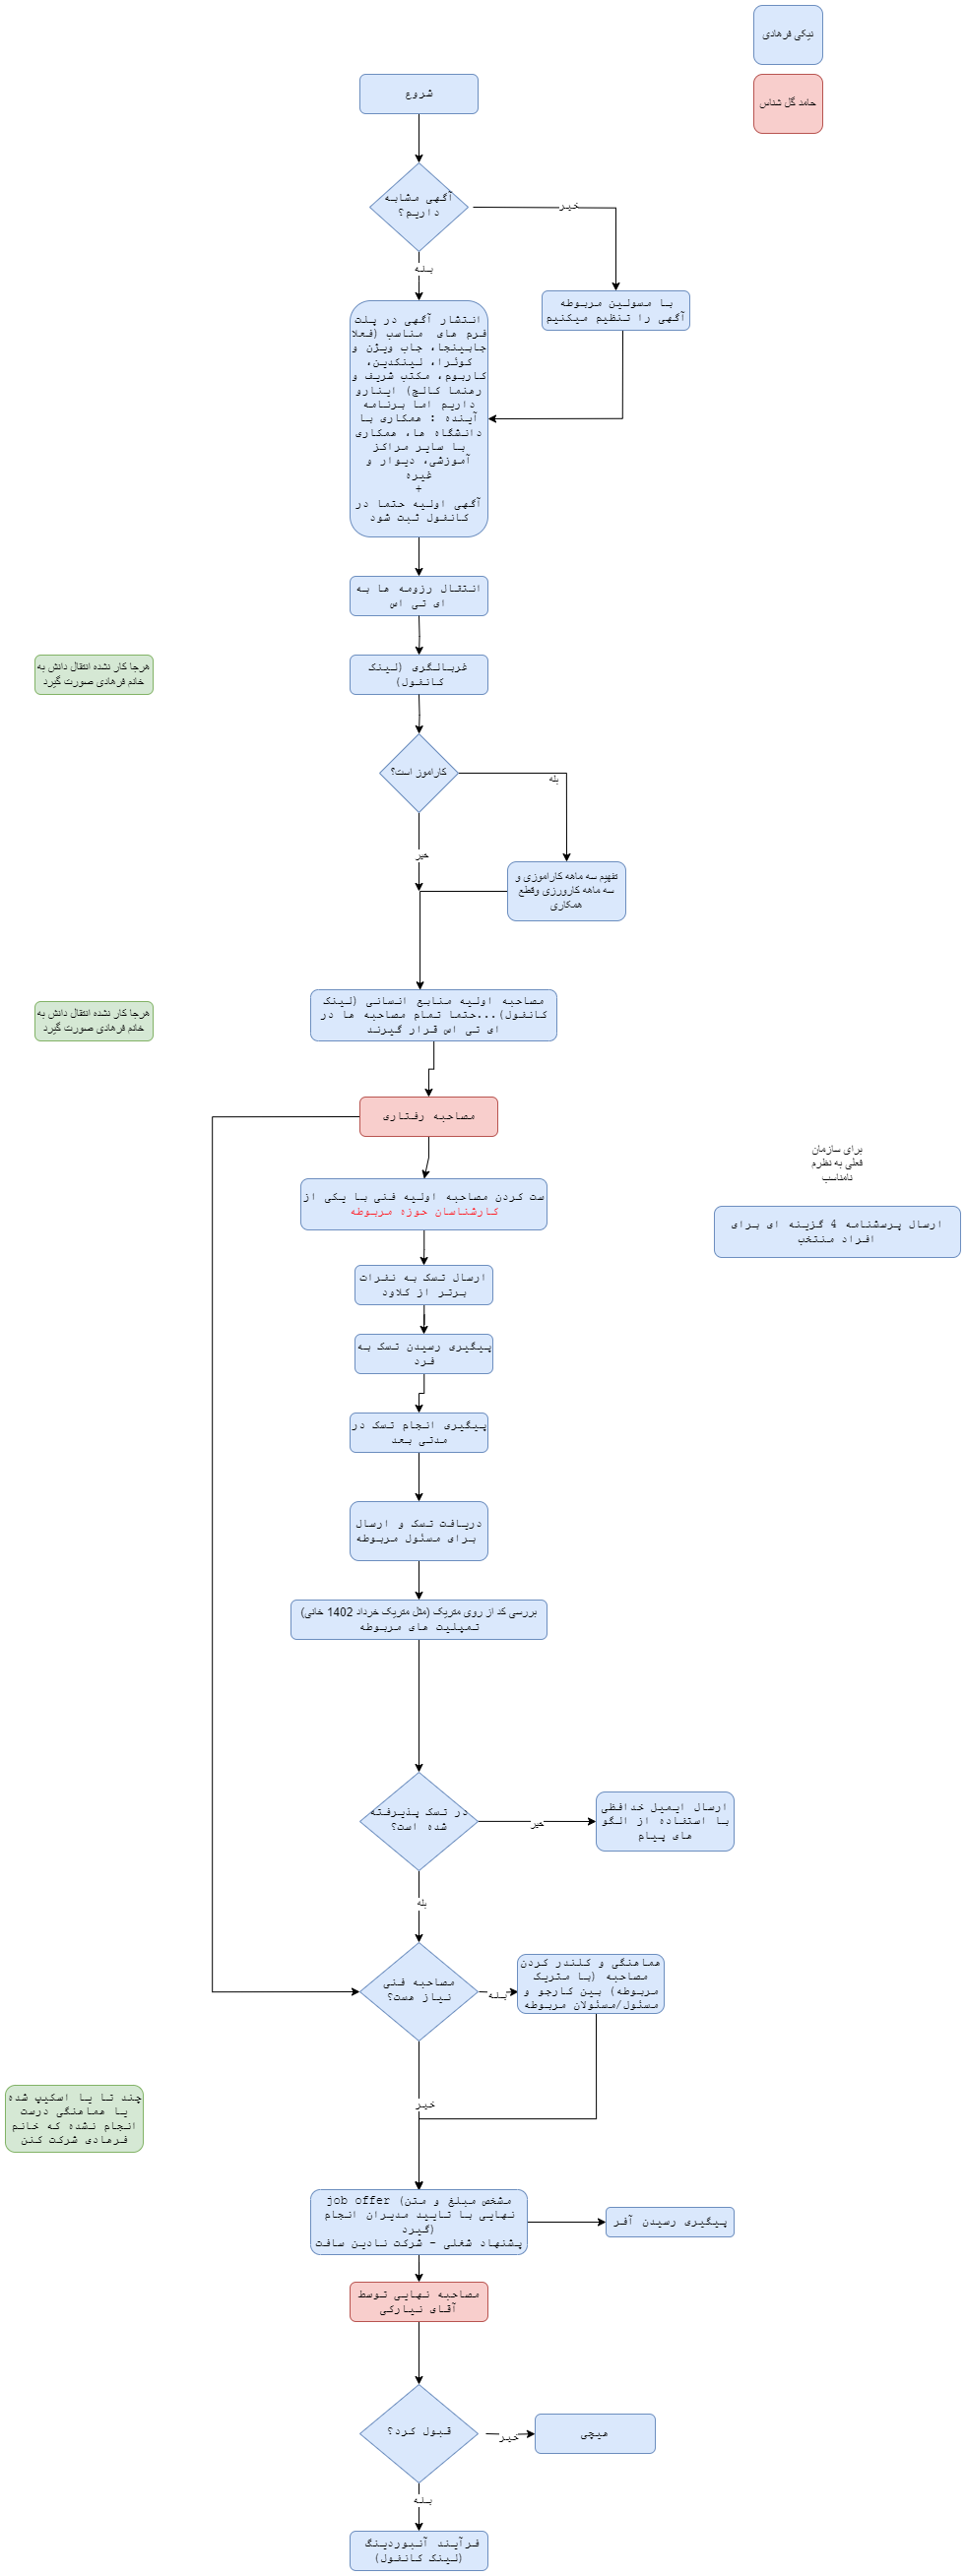 نیکی فرهادی
حامد گل شناس
شروع
آگهی مشابه
داریم؟
خیر
بله
با مسولین مربوطه
آگهی را تنظیم میکنیم
انتشار آگهی در پلت
فرم های مناسب (فعلا
جابینجا، جاب ویژن و
کوئرا، لینکدین،
کاربوم، مکتب شریف و
رهنما کالج) اینارو
داریم اما برنامه
آینده : همکاری با
دانشگاه ها، همکاری
با سایر مراکز
آموزشی، دیوار و
غیره
+
آگهی اولیه حتما در
کانفول ثبت شود
انتقال رزومه ها به
ای تی اس
هرجا کار نشده انتقال دانش به
خانم فرهادی صورت گیرد
غربالگری (لینک
کانفول)
کاراموز است؟
بله
خیر
تفهیم سه ماهه کاراموزی و
سه ماهه کارورزی وقطع
همکاری
هرجا کار نشده انتقال دانش به
خانم فرهادی صورت گیرد
مصاحبه اولیه منابع انسانی (لینک
کانفول)...حتما تمام مصاحبه ها در
ای تی اس قرار گیرند
مصاحبه رفتاری
برای سازمان
فعلی به نظرم
نامناسب
ست کردن مصاحبه اولیه فنی با یکی از
کارشناسان حوزه مربوطه
ارسال پرسشنامه 4 گزینه ای برای
افراد منتخب
ارسال تسک به نفرات
برتر از کلاود
پیگیری رسیدن تسک به
فرد
پیگیری انجام تسک در
مدتی بعد
دریافت تسک و ارسال
برای مسئول مربوطه
بررسی کد از روی متریک (مثل متریک خرداد 1402 خانی)
تمپلیت های مربوطه
در تسک پذیرفته
شده است؟
خیر
ارسال ایمیل خدافظی
با استفاده از الگو
های پیام
بله
مصاحبه فنی
نیاز هست؟
بله
هماهنگی و کلندر کردن
مصاحبه (با متریک
مربوطه) بین کارجو و
مسئول/مسئولان مربوطه
چند تا یا اسکیپ شده
یا هماهنگی درست
انجام نشده که خانم
فرهادی شرکت کنن
خیر
job offer (مشخص مبلغ و متن
نهایی با تایید مدیران انجام
گیرد)
پشنهاد شغلی - شرکت نادین سافت
پیگیری رسیدن آفر
مصاحبه نهایی توسط
آقای نیارکی
قبول کرد؟
خیر
هیچی
بله
فرآیند آنبوردینگ
(لینک کانفول)